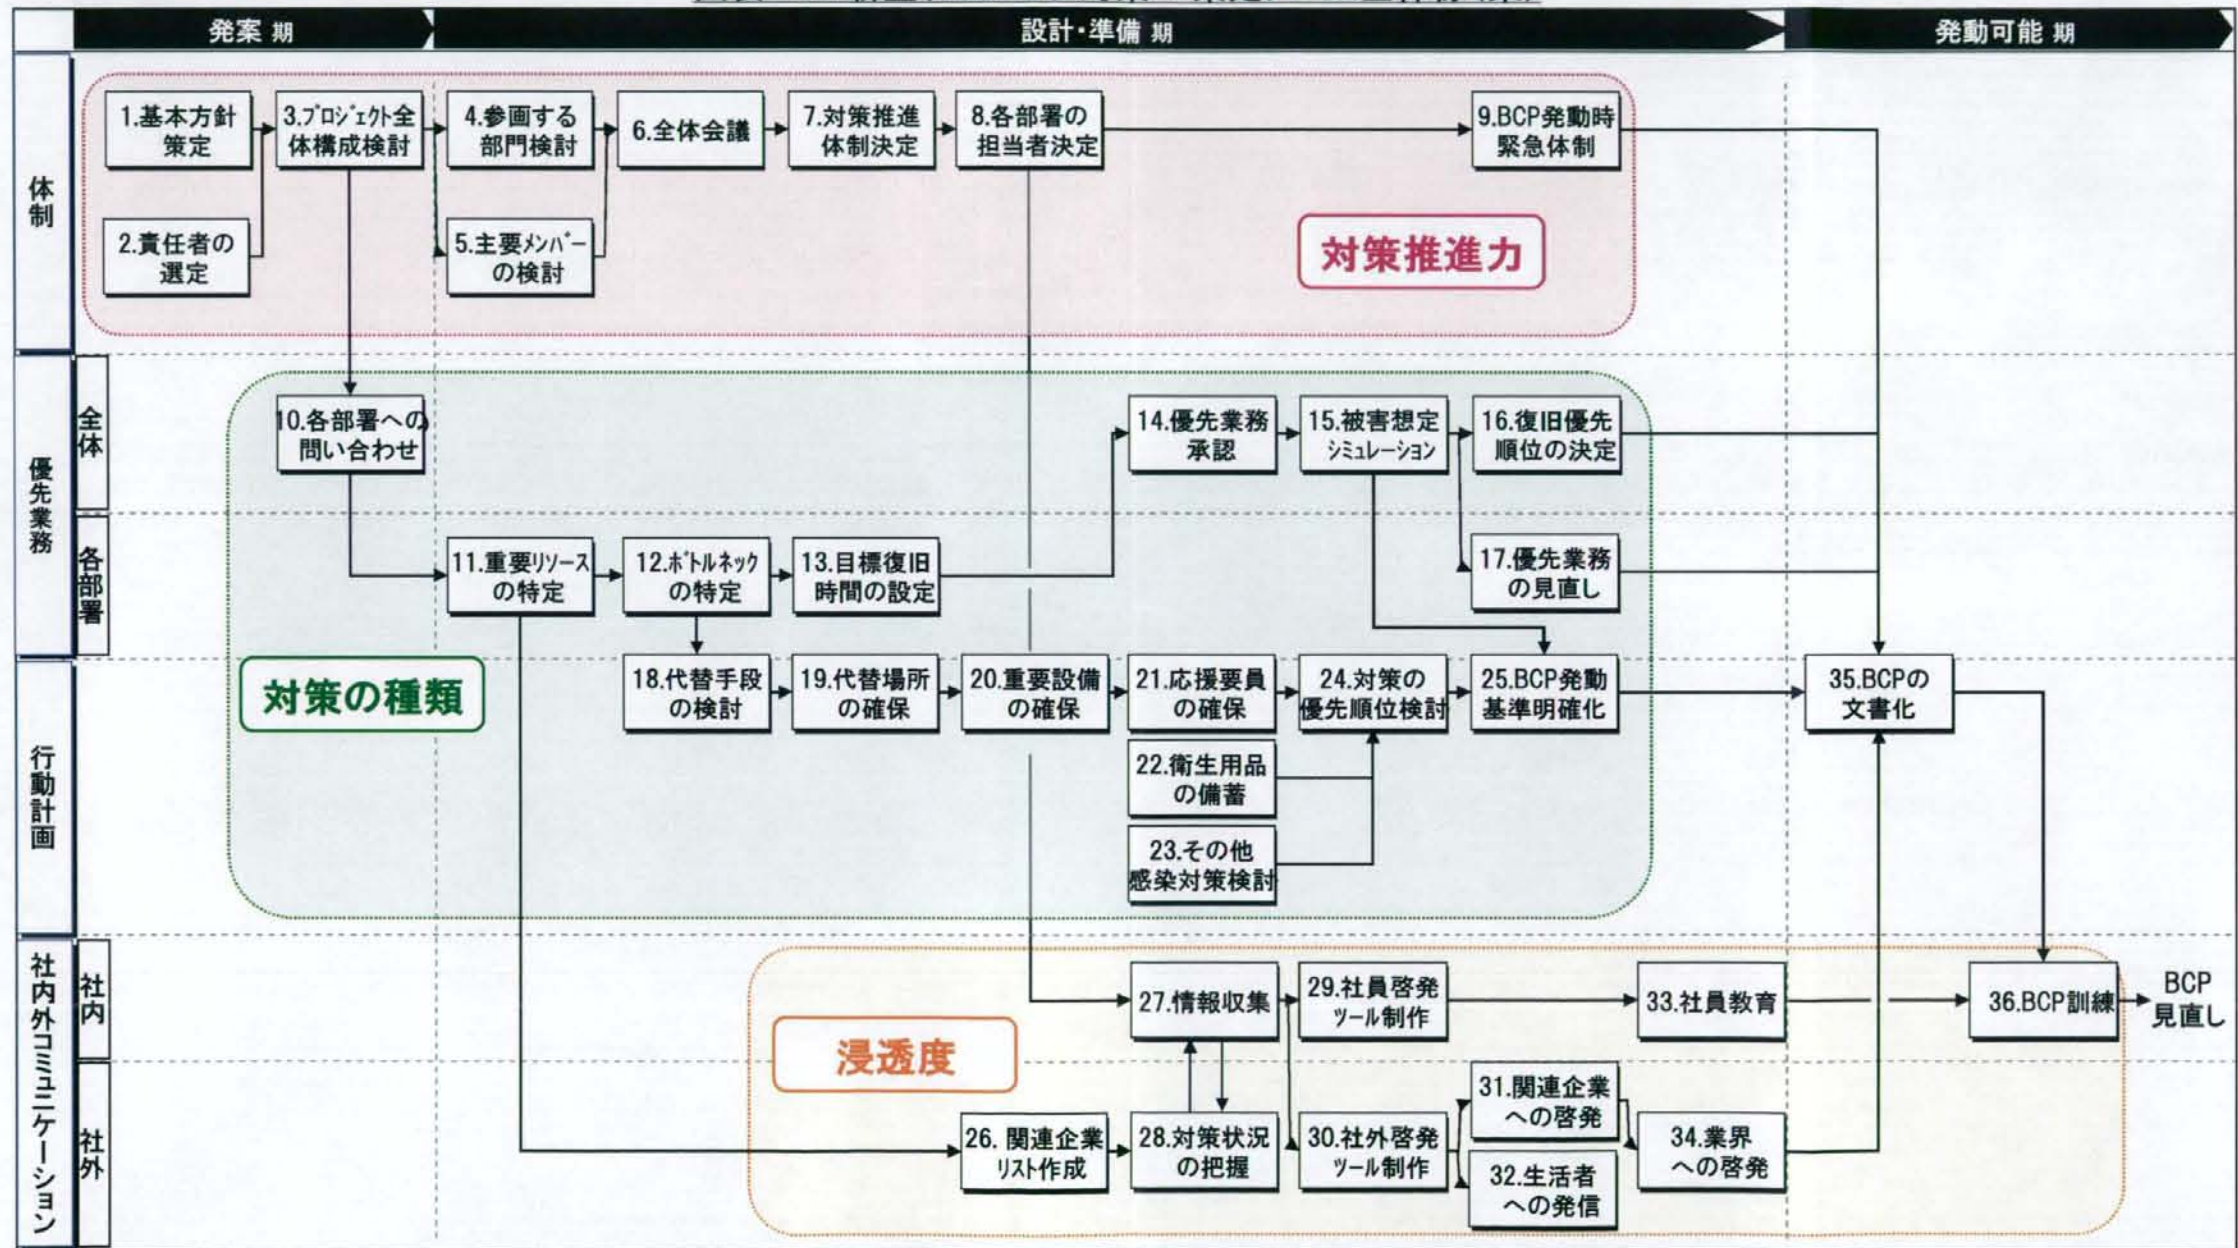 発案 期
設計・準備 期
発動可能 期
体制
1.基本方針
策定
3.ﾌﾟﾛｼﾞｪｸﾄ全
体構成検討
4.参画する
部門検討
6.全体会議
7.対策推進
体制決定
8.各部署の
担当者決定
9.BCP発動時
緊急体制
2.責任者の
選定
5.主要ﾒﾝﾊﾞｰ
の検討
対策推進力
優先業務
全体
10.各部署への
問い合わせ
14.優先業務
承認
15.被害想定
ｼﾐｭﾚｰｼｮﾝ
16.復旧優先
順位の決定
各部署
11.重要ﾘｿｰｽ
の特定
12.ﾎﾞﾄﾙﾈｯｸ
の特定
13.目標復旧
時間の設定
17.優先業務
の見直し
対策の種類
行動計画
18.代替手段
の検討
19.代替場所
の確保
20.重要設備
の確保
21.応援要員
の確保
24.対策の
優先順位検討
25.BCP発動
基準明確化
35.BCPの
文書化
22.衛生用品
の備蓄
23.その他
感染対策検討
社内外コミュニケーション
社内
27.情報収集
29.社員啓発
ﾂｰﾙ制作
33.社員教育
36.BCP訓練
BCP
見直し
浸透度
社外
26. 関連企業
ﾘｽﾄ作成
28.対策状況
の把握
30.社外啓発
ﾂｰﾙ制作
31.関連企業
への啓発
32.生活者
への発信
34.業界
への啓発